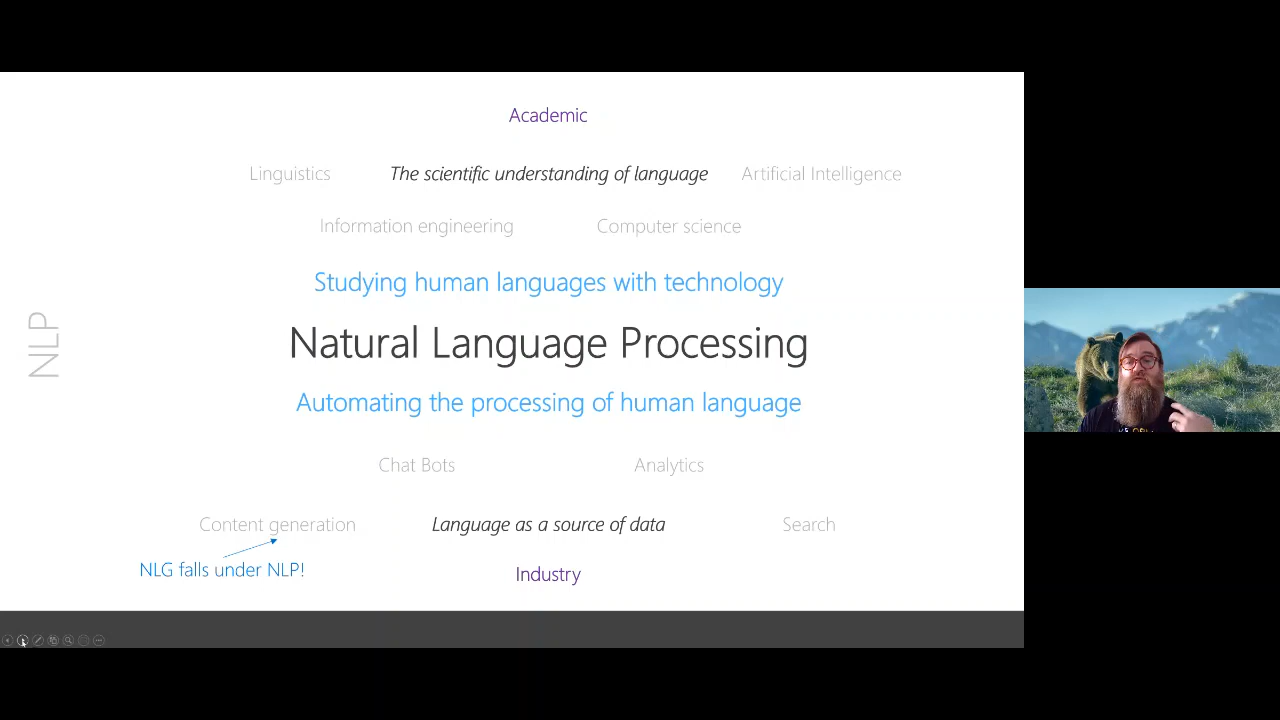 Academic
Linguistics The scientific understanding of language Artificial Intelligence
Information engineering Computer science
Studying human languages with technology
NLP
Natural Language Processing
Automating the processing of human language
Chat Bots Analytics
Content generation Language as a source of data Search
NLG falls under NLP!
Industry